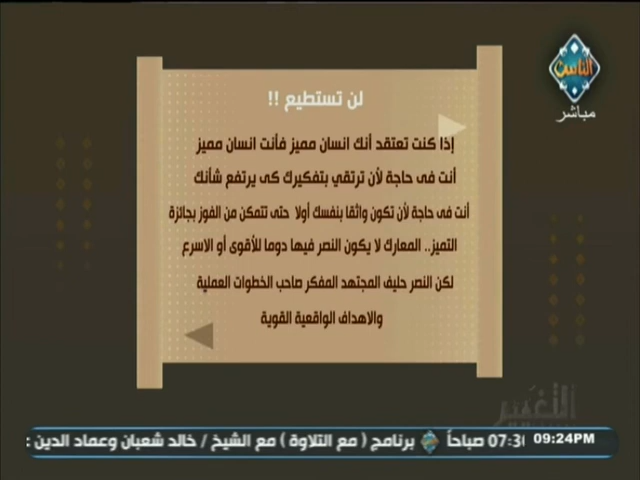 الناس
مباشر
لن تستطيع !!
إذا كنت تعتقد أنك انسان مميز فأنت انسان مميز
أنت فى حاجة لأن ترتقي بتفكيرك كى يرتفع شأنك
أنت فى حاجة لأن تكون واثقا بنفسك أولا حتى تتمكن من الفوز بجائزة
التميز.. المعارك لا يكون النصر فيها دوما للأقوى أو الاسرع
لكن النصر حليف المجتهد المفكر صاحب الخطوات العملية
والاهداف الواقعية القوية
التغيير
09:24PM 07:30 صباحاً برنامج ( مع التلاوة ) مع الشيخ / خالد شعبان وعماد الدين :